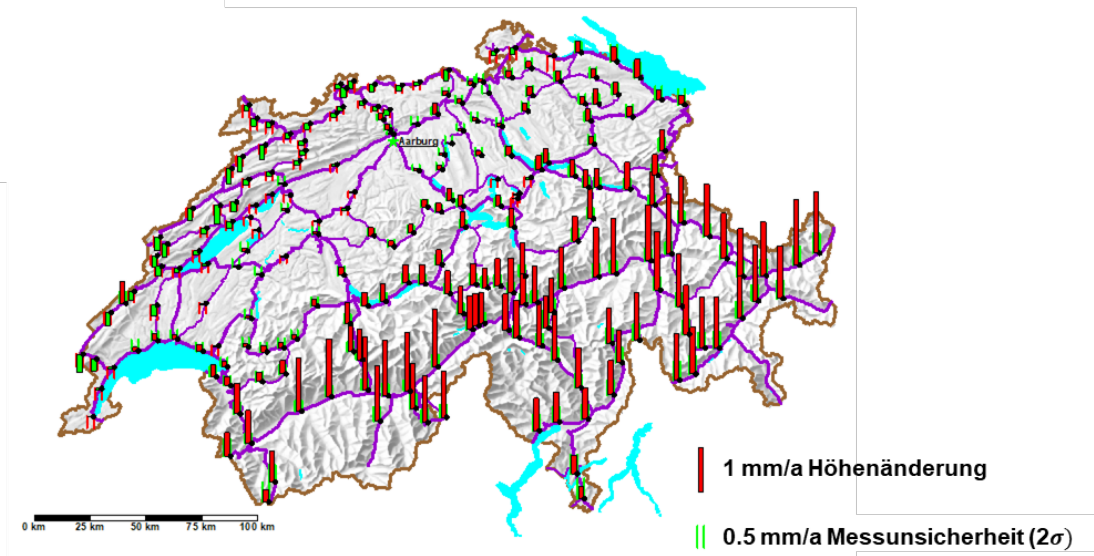 Aarburg
1 mm/a Höhenänderung
0 km 25 km 50 km 75 km 100 km
0.5 mm/a Messunsicherheit (2σ)